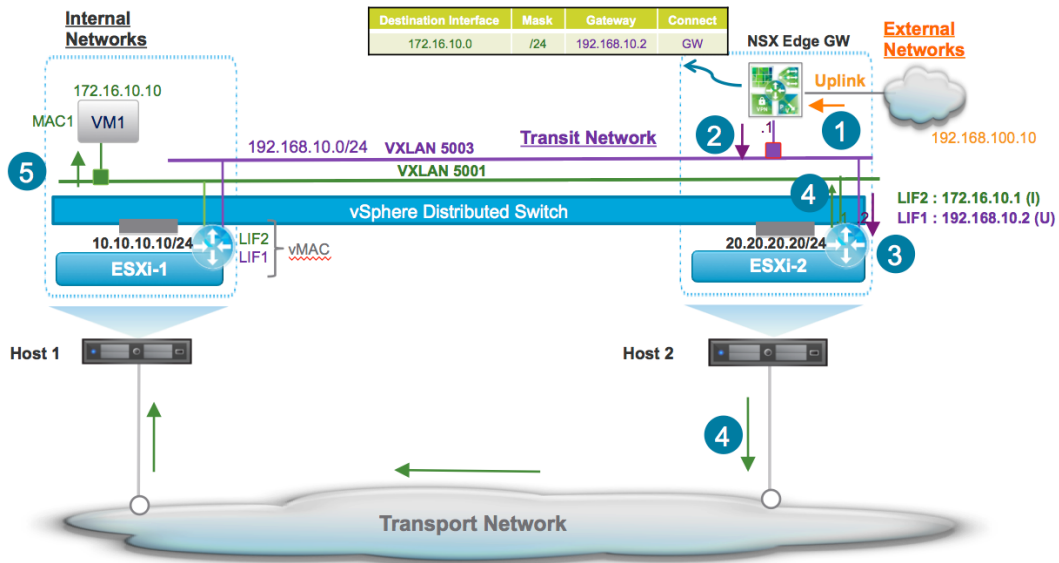 Internal
Networks
Destination Interface Mask Gateway Connect
172.16.10.0 /24 192.168.10.2 GW
NSX Edge GW
External
Networks
172.16.10.10
MAC1
VM1
VPN
Uplink
1
2
.1
192.168.100.10
192.168.10.0/24
Transit Network
VXLAN 5003
5
VXLAN 5001
4
vSphere Distributed Switch
.1
.2
LIF2 : 172.16.10.1 (I)
LIF1 : 192.168.10.2 (U)
10.10.10.10/24
LIF2
LIF1
vMAC
20.20.20.20/24
3
ESXi-1
ESXi-2
Host 1
Host 2
4
Transport Network